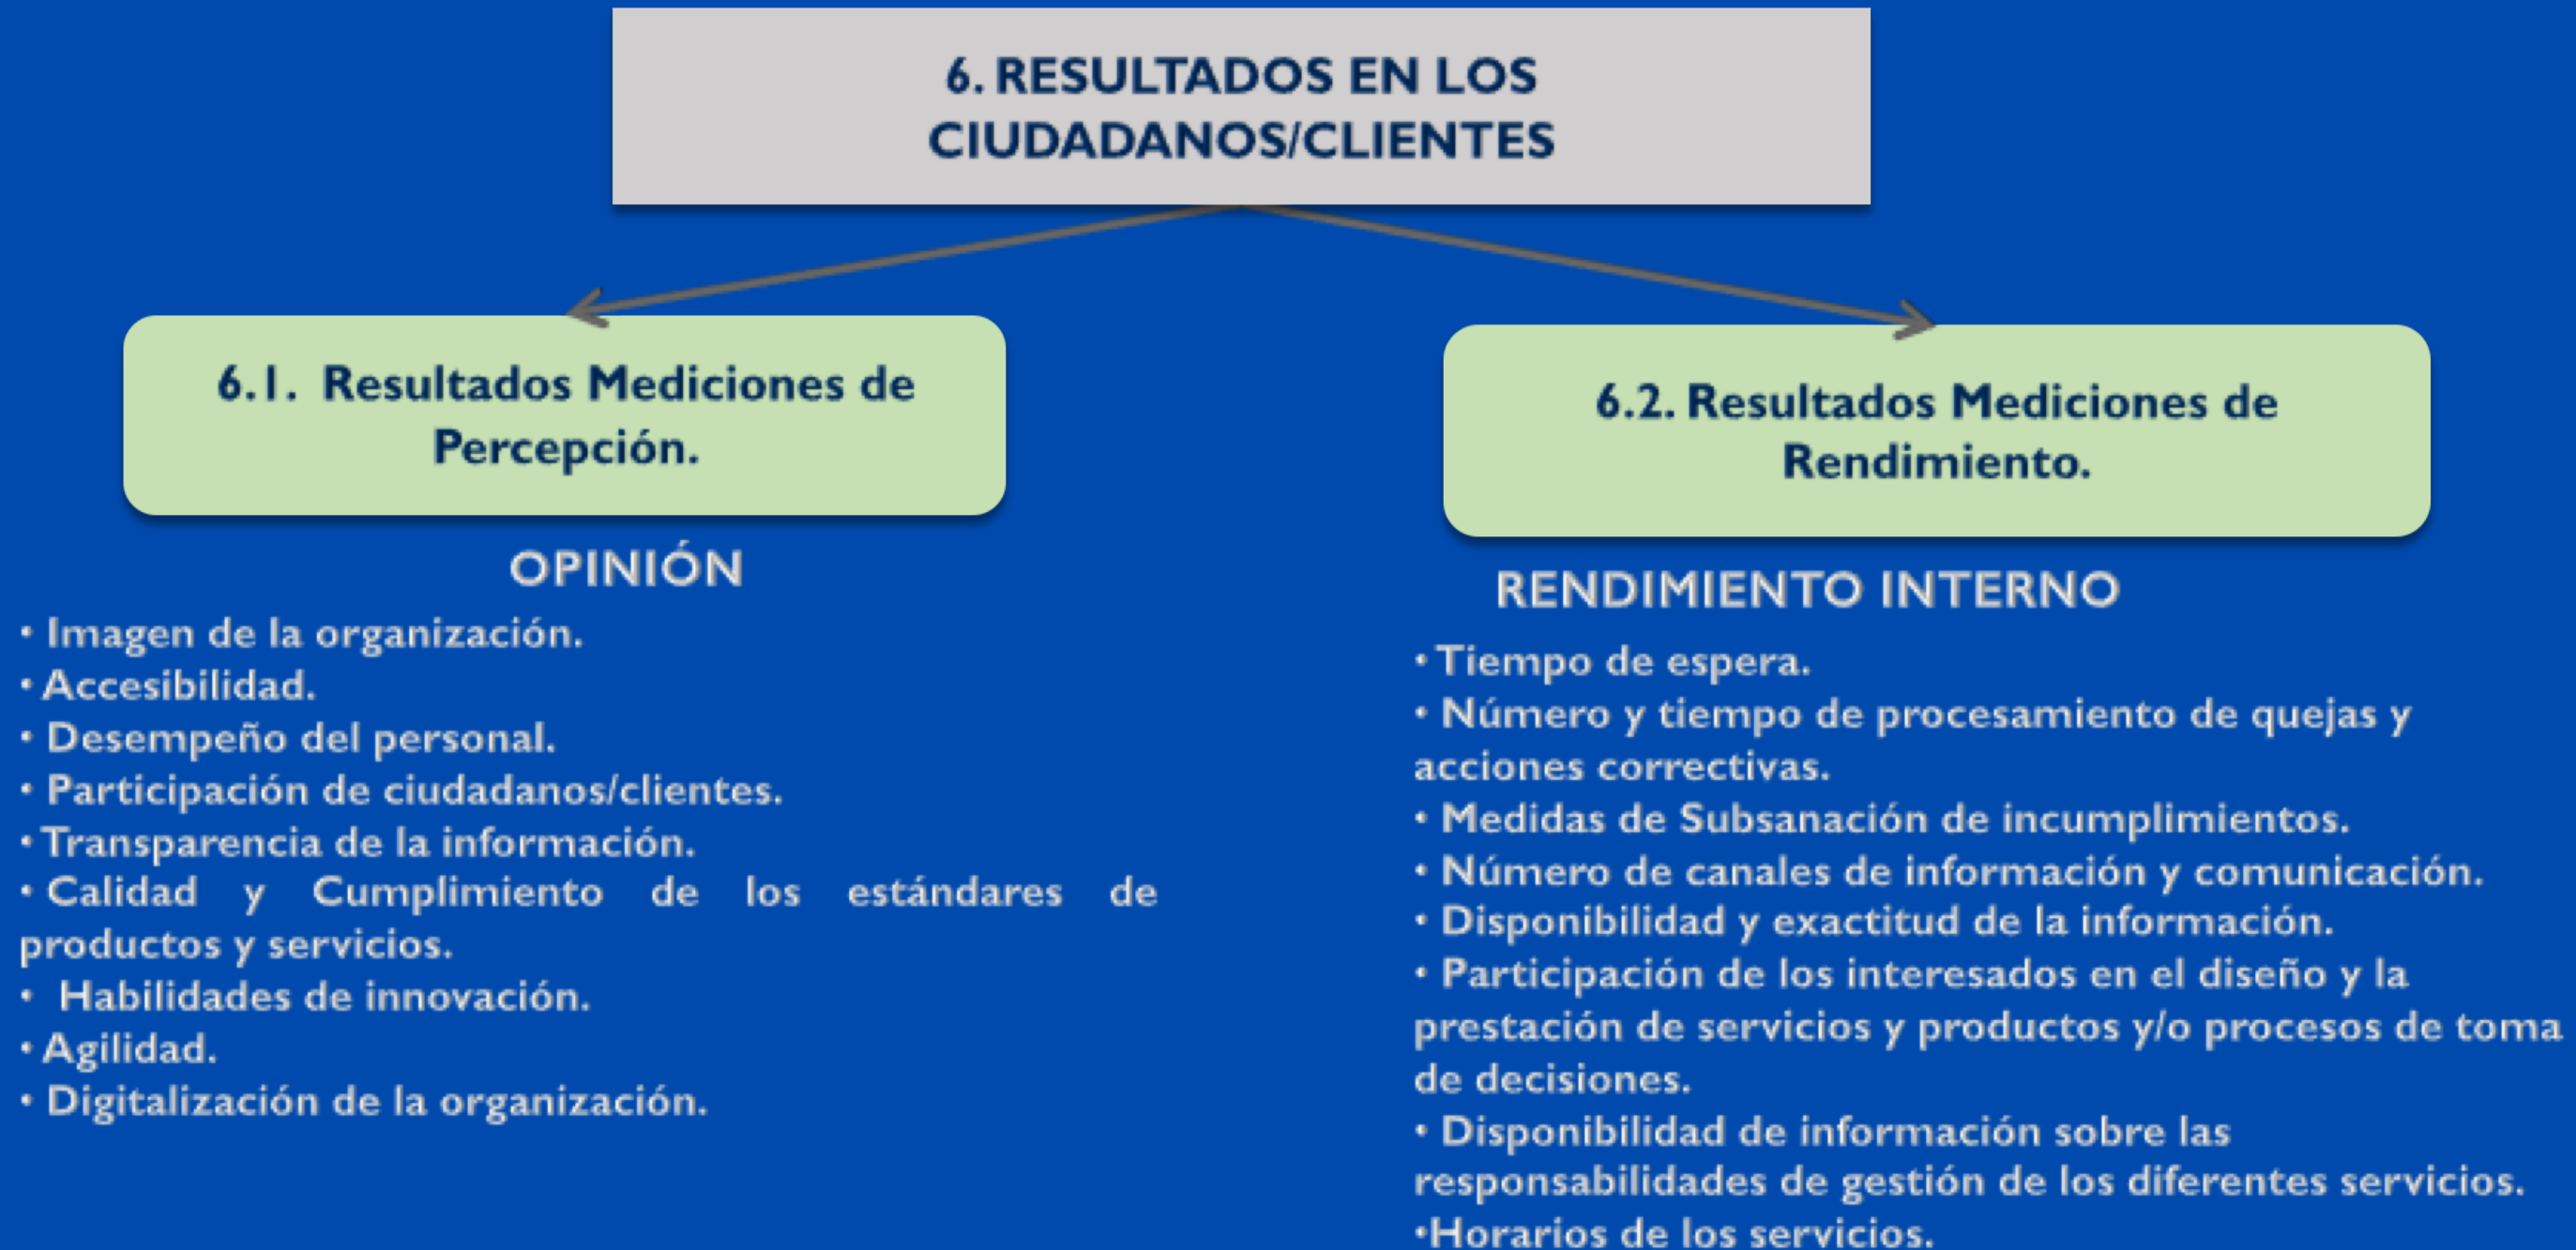 6. RESULTADOS EN LOS
CIUDADANOS/CLIENTES
6.1. Resultados Mediciones de
Percepción.
OPINIÓN
• Imagen de la organización.
• Accesibilidad.
• Desempeño del personal.
• Participación de ciudadanos/clientes.
• Transparencia de la información.
• Calidad y Cumplimiento de los estándares de
productos y servicios.
• Habilidades de innovación.
• Agilidad.
• Digitalización de la organización.
6.2. Resultados Mediciones de
Rendimiento.
RENDIMIENTO INTERNO
• Tiempo de espera.
• Número y tiempo de procesamiento de quejas y
acciones correctivas.
• Medidas de Subsanación de incumplimientos.
• Número de canales de información y comunicación.
• Disponibilidad y exactitud de la información.
• Participación de los interesados en el diseño y la
prestación de servicios y productos y/o procesos de toma
de decisiones.
• Disponibilidad de información sobre las
responsabilidades de gestión de los diferentes servicios.
•Horarios de los servicios.